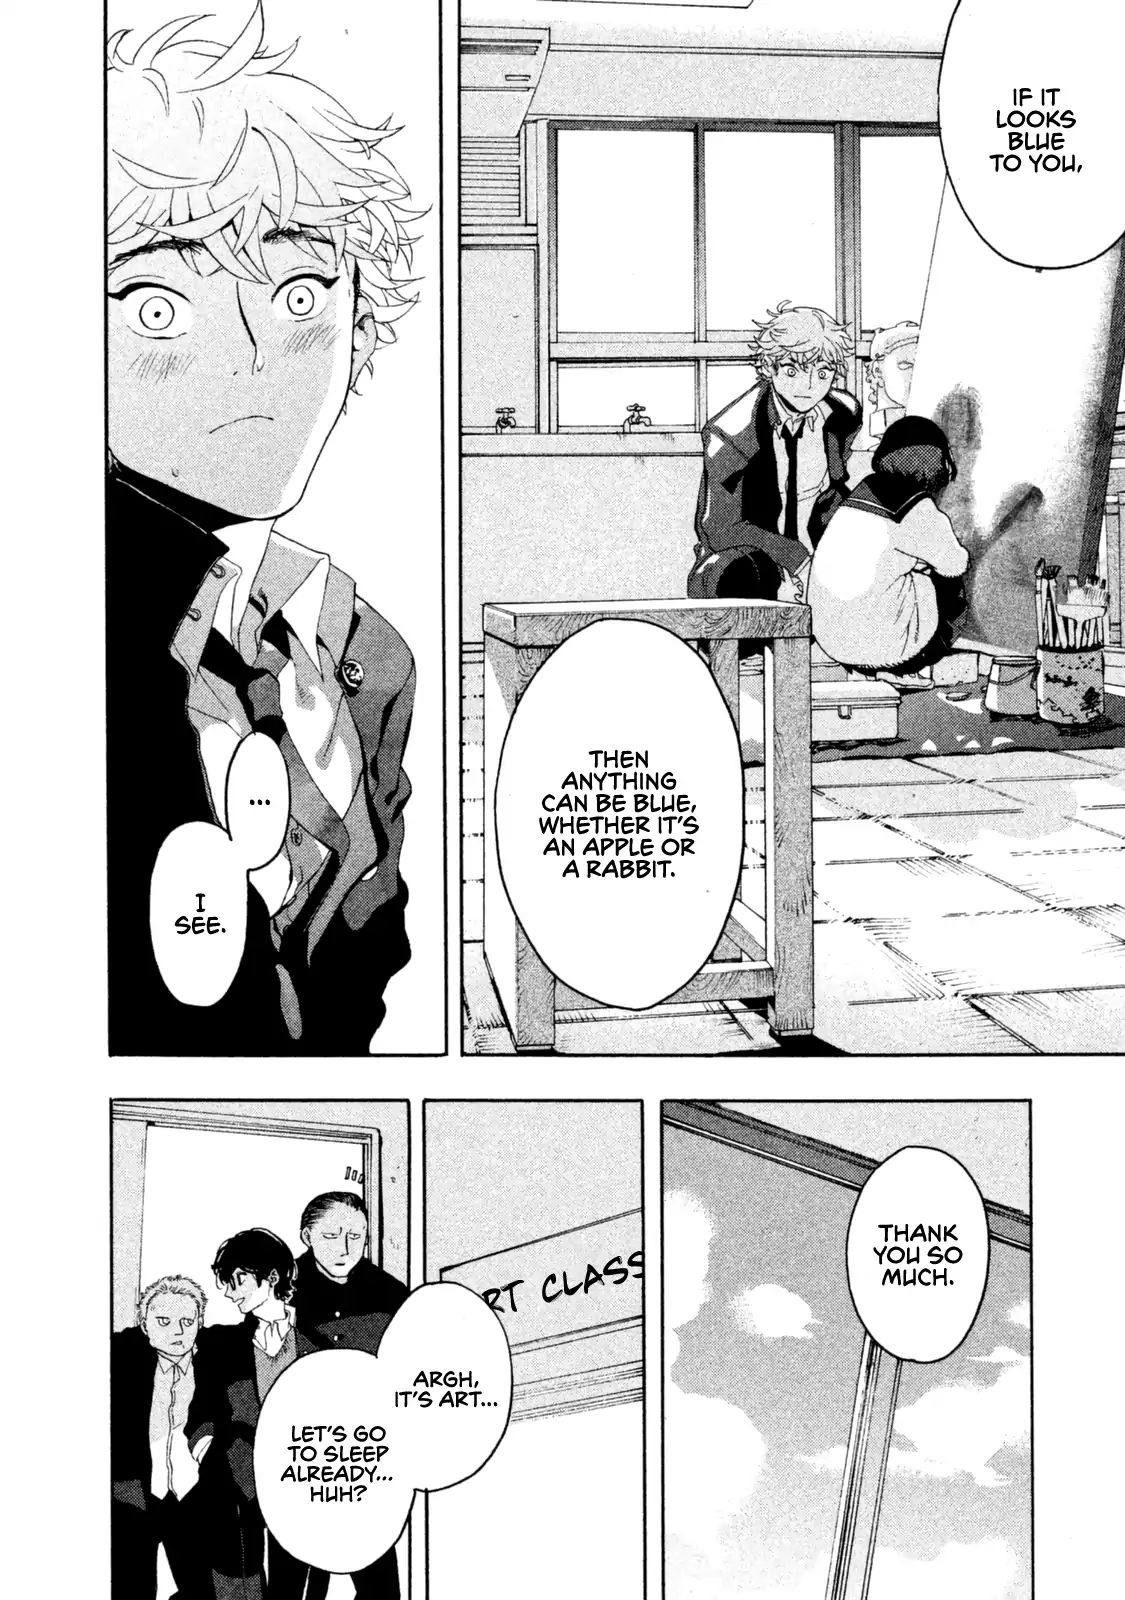 IF IT
LOOKS
BLUE
TO YOU,
THEN
ANYTHING
CAN BE BLUE,
WHETHER IT'S
AN APPLE OR
A RABBIT.
...
I
SEE.
THANK
YOU SO
MUCH.
RT CLASS
ARGH,
IT'S ART...
LET'S GO
TO SLEEP
ALREADY...
HUH?